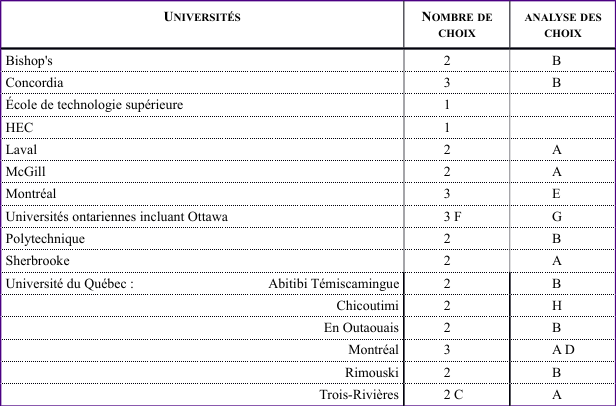 UNIVERSITÉS NOMBRE DE CHOIX ANALYSE DES CHOIX
Bishop's 2 B
Concordia 3 B
École de technologie supérieure 1
HEC 1
Laval 2 A
McGill 2 A
Montréal 3 E
Universités ontariennes incluant Ottawa 3 F G
Polytechnique 2 B
Sherbrooke 2 A
Université du Québec : Abitibi Témiscamingue 2 B
Chicoutimi 2 H
En Outaouais 2 B
Montréal 3 A D
Rimouski 2 B
Trois-Rivières 2 C A